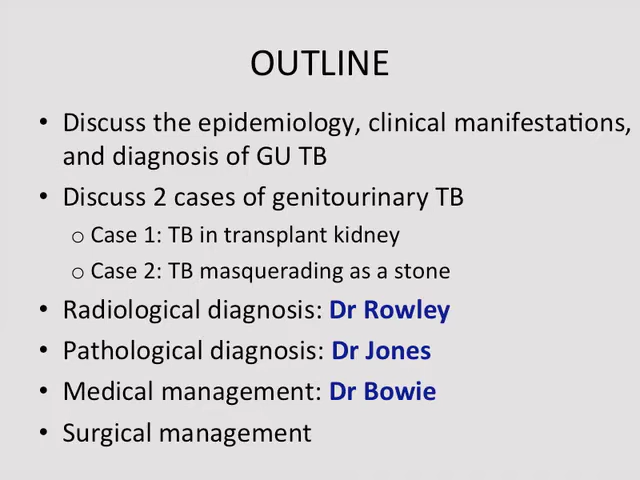 OUTLINE
• Discuss the epidemiology, clinical manifestations,
and diagnosis of GU TB
• Discuss 2 cases of genitourinary TB
o Case 1: TB in transplant kidney
o Case 2: TB masquerading as a stone
• Radiological diagnosis: Dr Rowley
• Pathological diagnosis: Dr Jones
• Medical management: Dr Bowie
• Surgical management